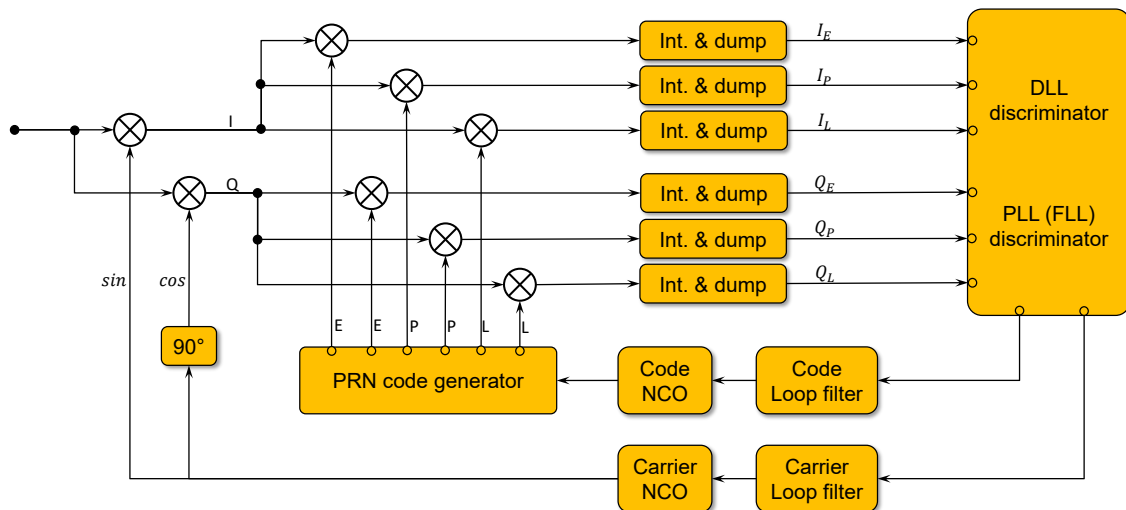 Int. & dump
I_E
Int. & dump
I_P
Int. & dump
I_L
DLL
discriminator
I
Q
Int. & dump
Q_E
Int. & dump
Q_P
Int. & dump
Q_L
PLL (FLL)
discriminator
sin
cos
90°
E
E
P
P
L
L
PRN code generator
Code
NCO
Code
Loop filter
Carrier
NCO
Carrier
Loop filter